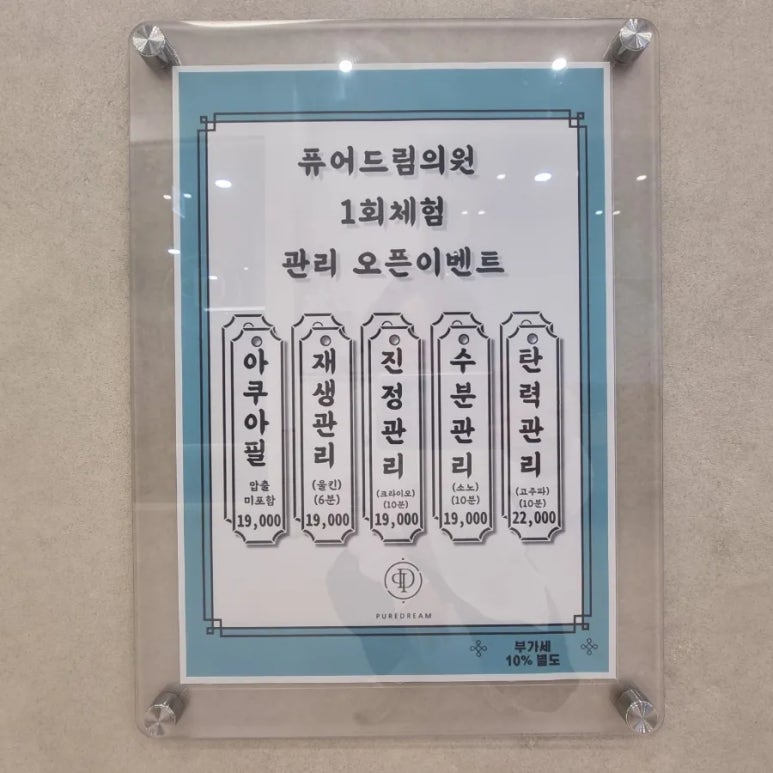 퓨어드림의원
1회체험
관리 오픈이벤트
아쿠아필
압출
미포함
19,000
재생관리
(울킨)
(6분)
19,000
진정관리
(크라이오)
(10분)
19,000
수분관리
(소노)
(10분)
19,000
탄력관리
(고주파)
(10분)
22,000
PUREDREAM
부가세
10% 별도